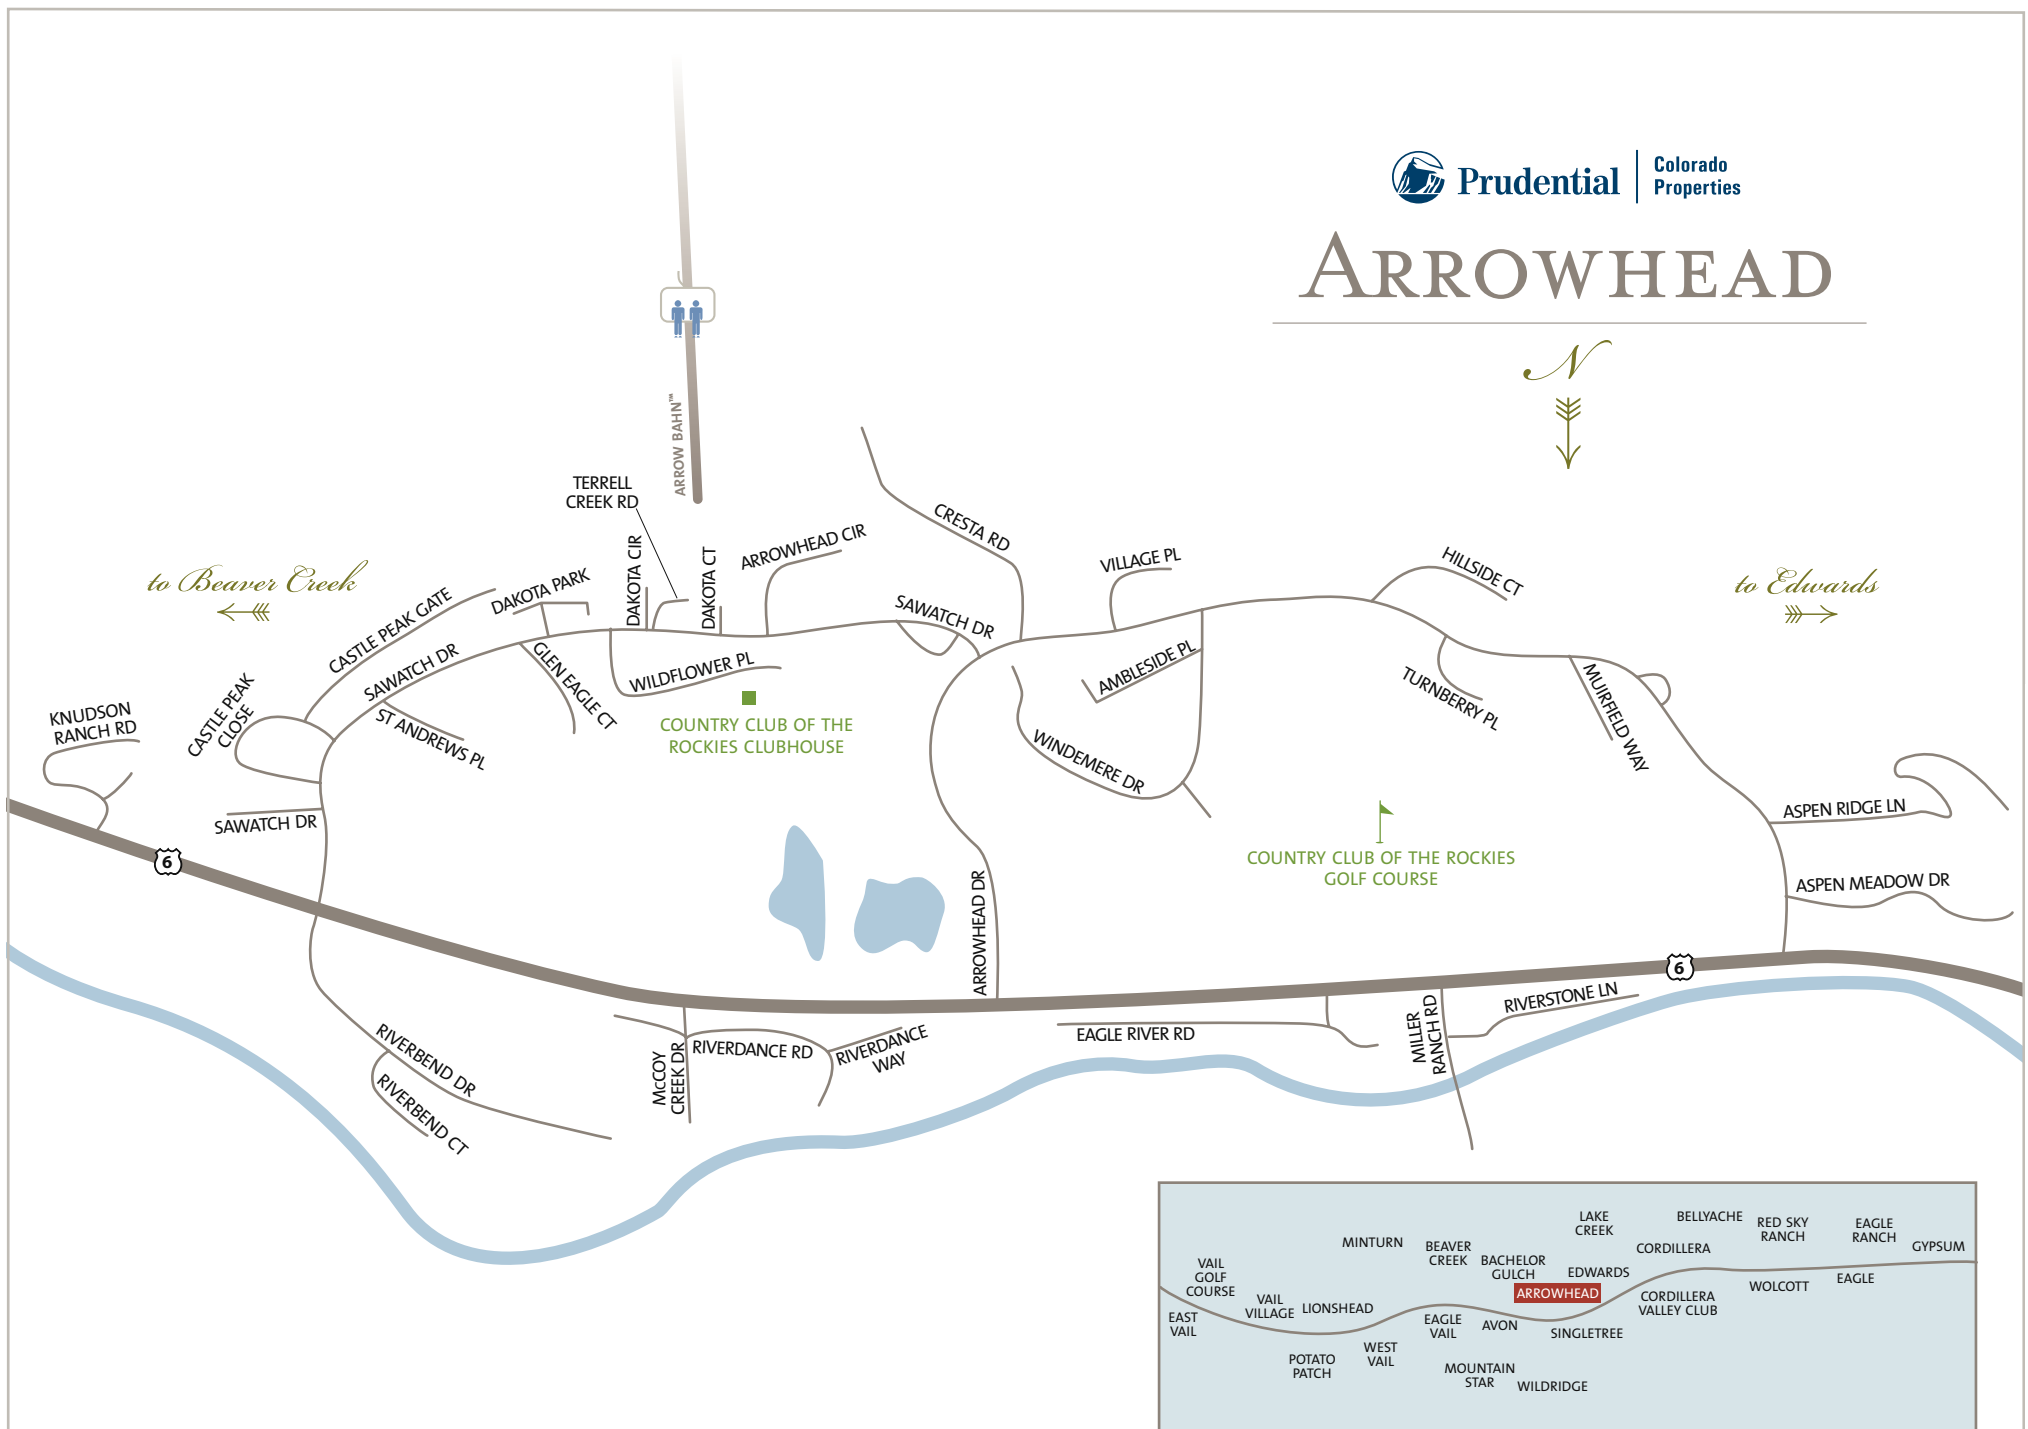 Prudential
Colorado
Properties
ARROWHEAD
N
ARROW BAHN™
TERRELL
CREEK RD
to Beaver Creek
to Edwards
CASTLE PEAK GATE
DAKOTA PARK
DAKOTA CIR
DAKOTA CT
ARROWHEAD CIR
CRESTA RD
VILLAGE PL
HILLSIDE CT
SAWATCH DR
SAWATCH DR
GLEN EAGLE CT
WILDFLOWER PL
AMBLESIDE PL
TURNBERRY PL
MUIRFIELD WAY
KNUDSON
RANCH RD
CASTLE PEAK
CLOSE
ST ANDREWS PL
COUNTRY CLUB OF THE
ROCKIES CLUBHOUSE
WINDEMERE DR
SAWATCH DR
6
COUNTRY CLUB OF THE ROCKIES
GOLF COURSE
ASPEN RIDGE LN
ASPEN MEADOW DR
ARROWHEAD DR
6
RIVERBEND DR
RIVERBEND CT
McCOY
CREEK DR
RIVERDANCE RD
RIVERDANCE
WAY
EAGLE RIVER RD
MILLER
RANCH RD
RIVERSTONE LN
LAKE
CREEK
BELLYACHE
RED SKY
RANCH
EAGLE
RANCH
GYPSUM
MINTURN
BEAVER
CREEK
BACHELOR
GULCH
CORDILLERA
EDWARDS
VAIL
GOLF
COURSE
ARROWHEAD
WOLCOTT
EAGLE
VAIL
VILLAGE
LIONSHEAD
CORDILLERA
VALLEY CLUB
EAST
VAIL
EAGLE
VAIL
AVON
SINGLETREE
POTATO
PATCH
WEST
VAIL
MOUNTAIN
STAR
WILDRIDGE